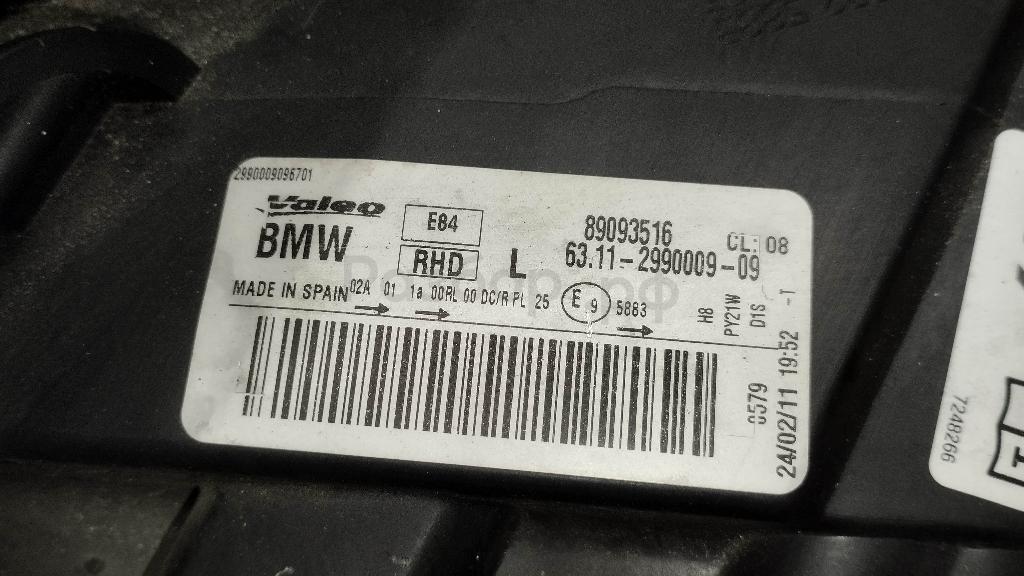 2990009096701
Valeo
BMW
E84
RHD
L
89093516
CL: 08
63.11-2990009-09
MADE IN SPAIN
02A 01 1a 00RL 00 DC/R PL 25
E 9
5883
H8
PY21W
D1S
-T
0579
24/02/11 19:52
7248266
T